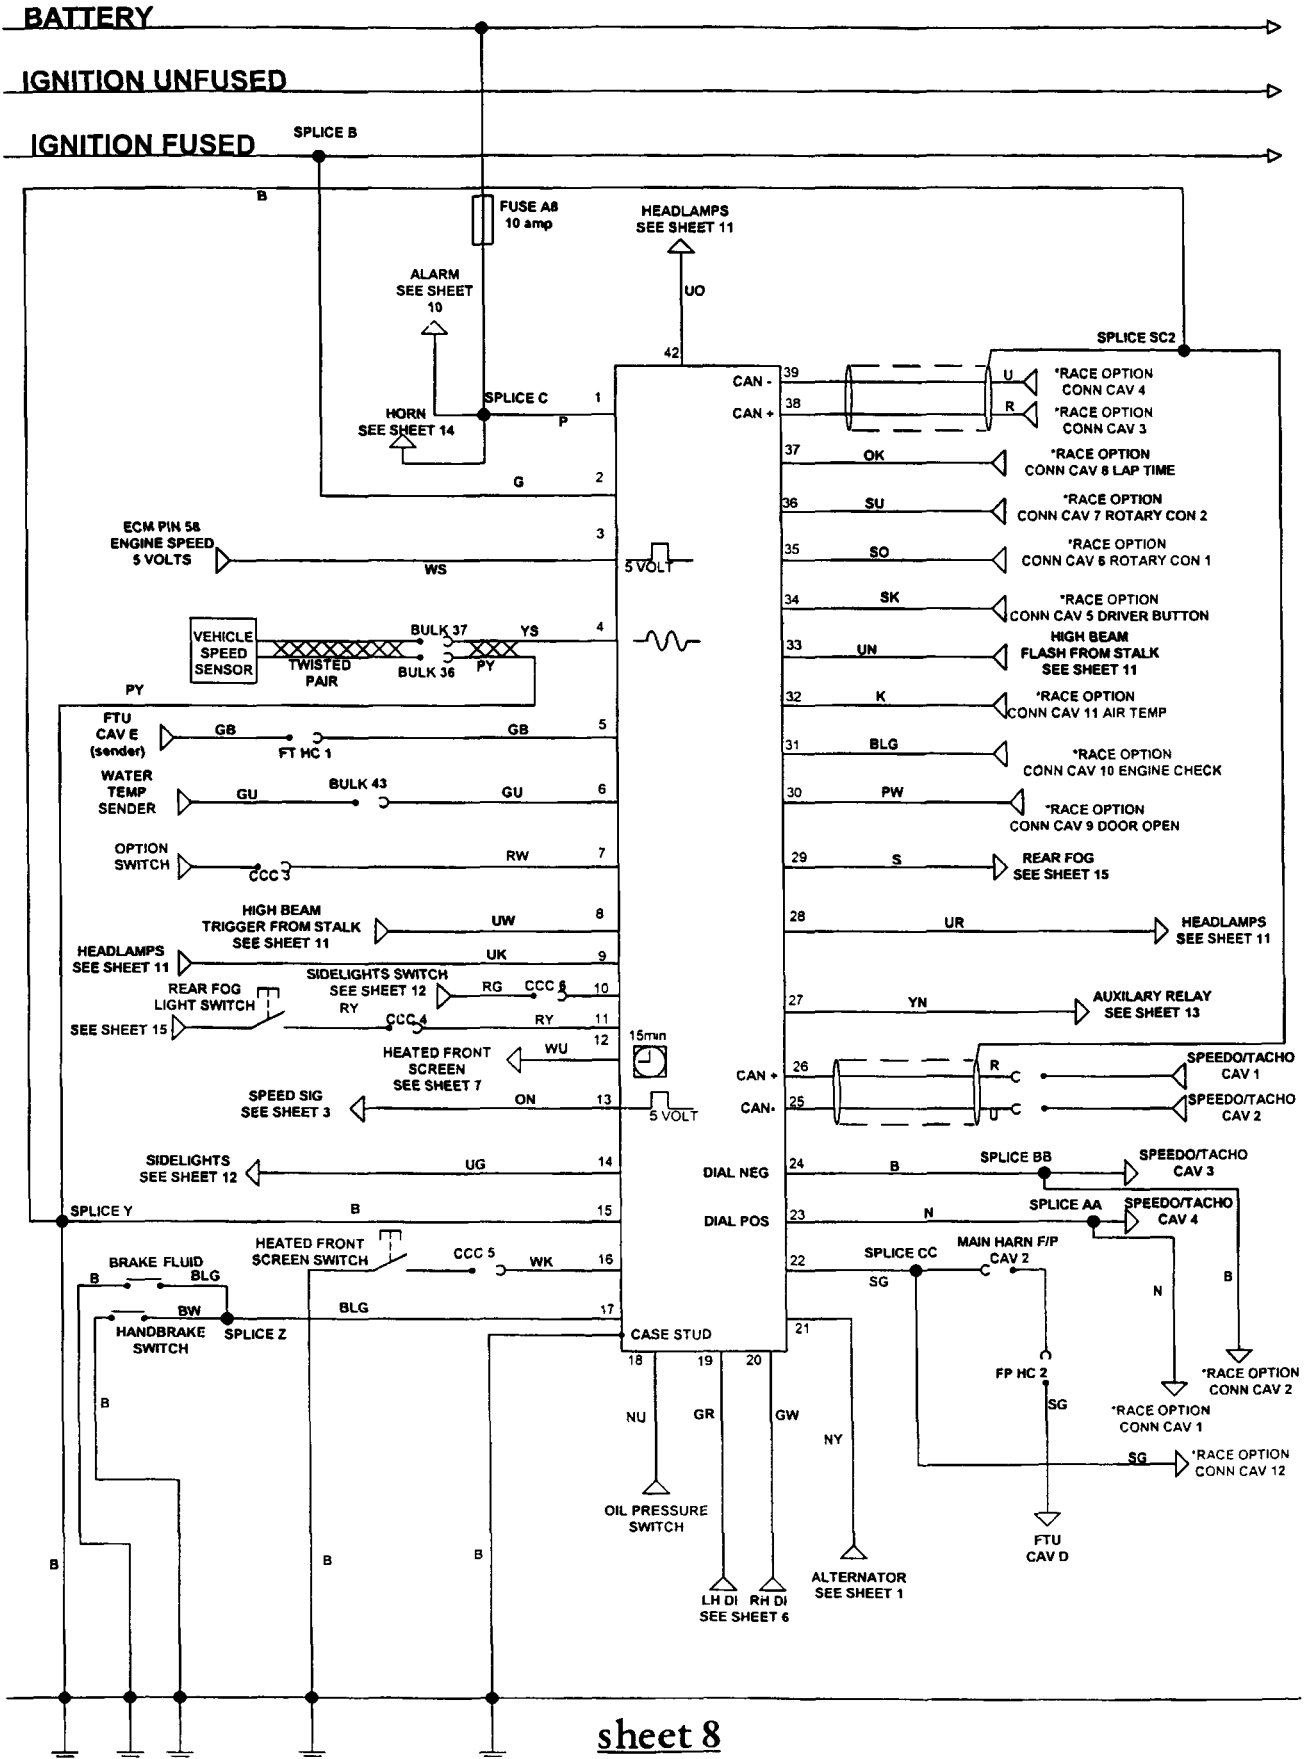 BATTERY
IGNITION UNFUSED
IGNITION FUSED
SPLICE B
B
FUSE A8
10 amp
HEADLAMPS
SEE SHEET 11
UO
42
ALARM
SEE SHEET
10
SPLICE C
1
P
HORN
SEE SHEET 14
G
2
ECM PIN 58
ENGINE SPEED
5 VOLTS
WS
3
5 VOLT
VEHICLE
SPEED
SENSOR
TWISTED
PAIR
BULK 37
BULK 36
YS
PY
4
PY
FTU
CAV E
(sender)
GB
FT HC 1
GB
5
WATER
TEMP
SENDER
GU
BULK 43
GU
6
OPTION
SWITCH
CCC 3
RW
7
HIGH BEAM
TRIGGER FROM STALK
SEE SHEET 11
UW
8
HEADLAMPS
SEE SHEET 11
UK
9
SIDELIGHTS SWITCH
SEE SHEET 12
RG
CCC 6
10
REAR FOG
LIGHT SWITCH
SEE SHEET 15
RY
CCC 4
RY
11
12
15min
HEATED FRONT
SCREEN
SEE SHEET 7
WU
SPEED SIG
SEE SHEET 3
ON
13
5 VOLT
SIDELIGHTS
SEE SHEET 12
UG
14
SPLICE Y
B
15
HEATED FRONT
SCREEN SWITCH
CCC 5
WK
16
BRAKE FLUID
B
BLG
BW
HANDBRAKE
SWITCH
SPLICE Z
BLG
17
CASE STUD
SPLICE SC2
CAN -
39
U
*RACE OPTION
CONN CAV 4
CAN +
38
R
*RACE OPTION
CONN CAV 3
37
OK
*RACE OPTION
CONN CAV 8 LAP TIME
36
SU
*RACE OPTION
CONN CAV 7 ROTARY CON 2
35
SO
*RACE OPTION
CONN CAV 6 ROTARY CON 1
34
SK
*RACE OPTION
CONN CAV 5 DRIVER BUTTON
33
UN
HIGH BEAM
FLASH FROM STALK
SEE SHEET 11
32
K
*RACE OPTION
CONN CAV 11 AIR TEMP
31
BLG
*RACE OPTION
CONN CAV 10 ENGINE CHECK
30
PW
*RACE OPTION
CONN CAV 9 DOOR OPEN
29
S
REAR FOG
SEE SHEET 15
28
UR
HEADLAMPS
SEE SHEET 11
27
YN
AUXILARY RELAY
SEE SHEET 13
CAN +
26
R
SPEEDO/TACHO
CAV 1
CAN-
25
U
SPEEDO/TACHO
CAV 2
DIAL NEG
24
B
SPLICE BB
SPEEDO/TACHO
CAV 3
DIAL POS
23
N
SPLICE AA
SPEEDO/TACHO
CAV 4
22
SG
SPLICE CC
MAIN HARN F/P
CAV 2
N
B
21
18
19
20
FP HC 2
SG
*RACE OPTION
CONN CAV 2
*RACE OPTION
CONN CAV 1
SG
*RACE OPTION
CONN CAV 12
B
NU
GR
GW
NY
OIL PRESSURE
SWITCH
FTU
CAV D
B
B
B
ALTERNATOR
SEE SHEET 1
LH DI RH DI
SEE SHEET 6
sheet 8